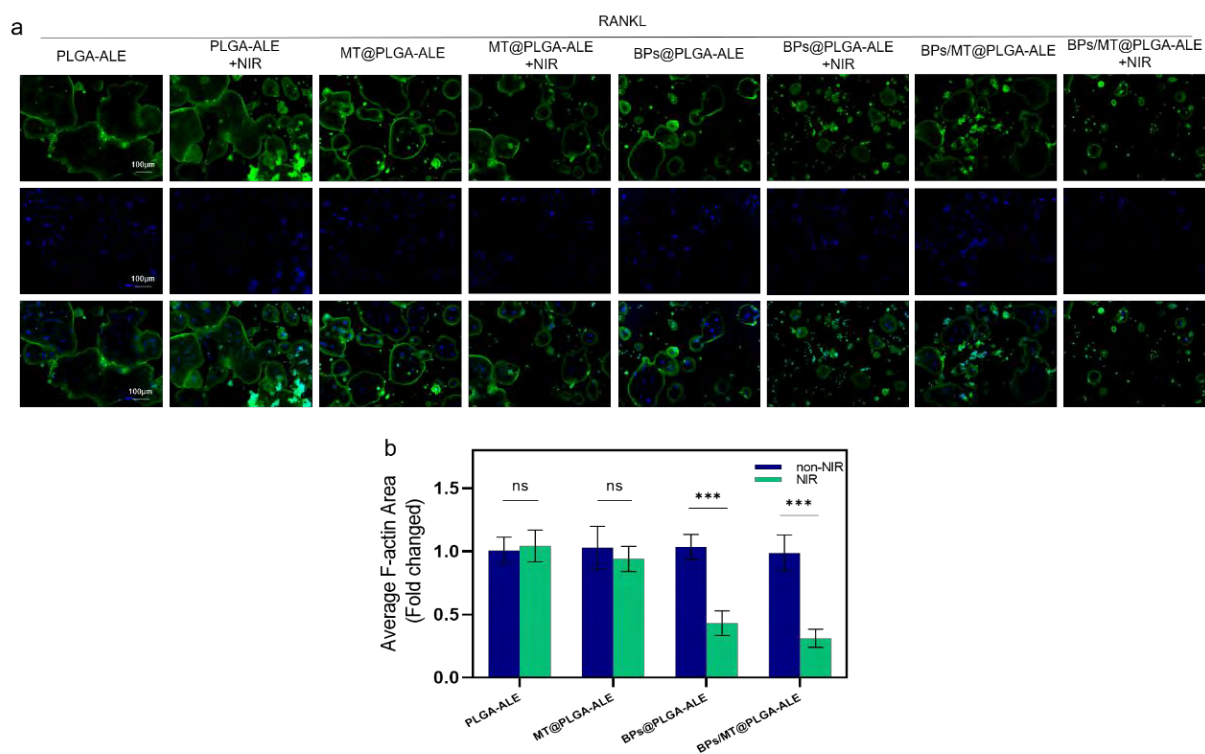 a
RANKL
PLGA-ALE
PLGA-ALE
+NIR
MT@PLGA-ALE
MT@PLGA-ALE
+NIR
BPs@PLGA-ALE
BPs@PLGA-ALE
+NIR
BPs/MT@PLGA-ALE
BPs/MT@PLGA-ALE
+NIR
100μm
100μm
100μm
b
Average F-actin Area
(Fold changed)
1.5
1.0
0.5
0.0
non-NIR
NIR
ns
ns
***
***
PLGA-ALE
MT@PLGA-ALE
BPs@PLGA-ALE
BPs/MT@PLGA-ALE